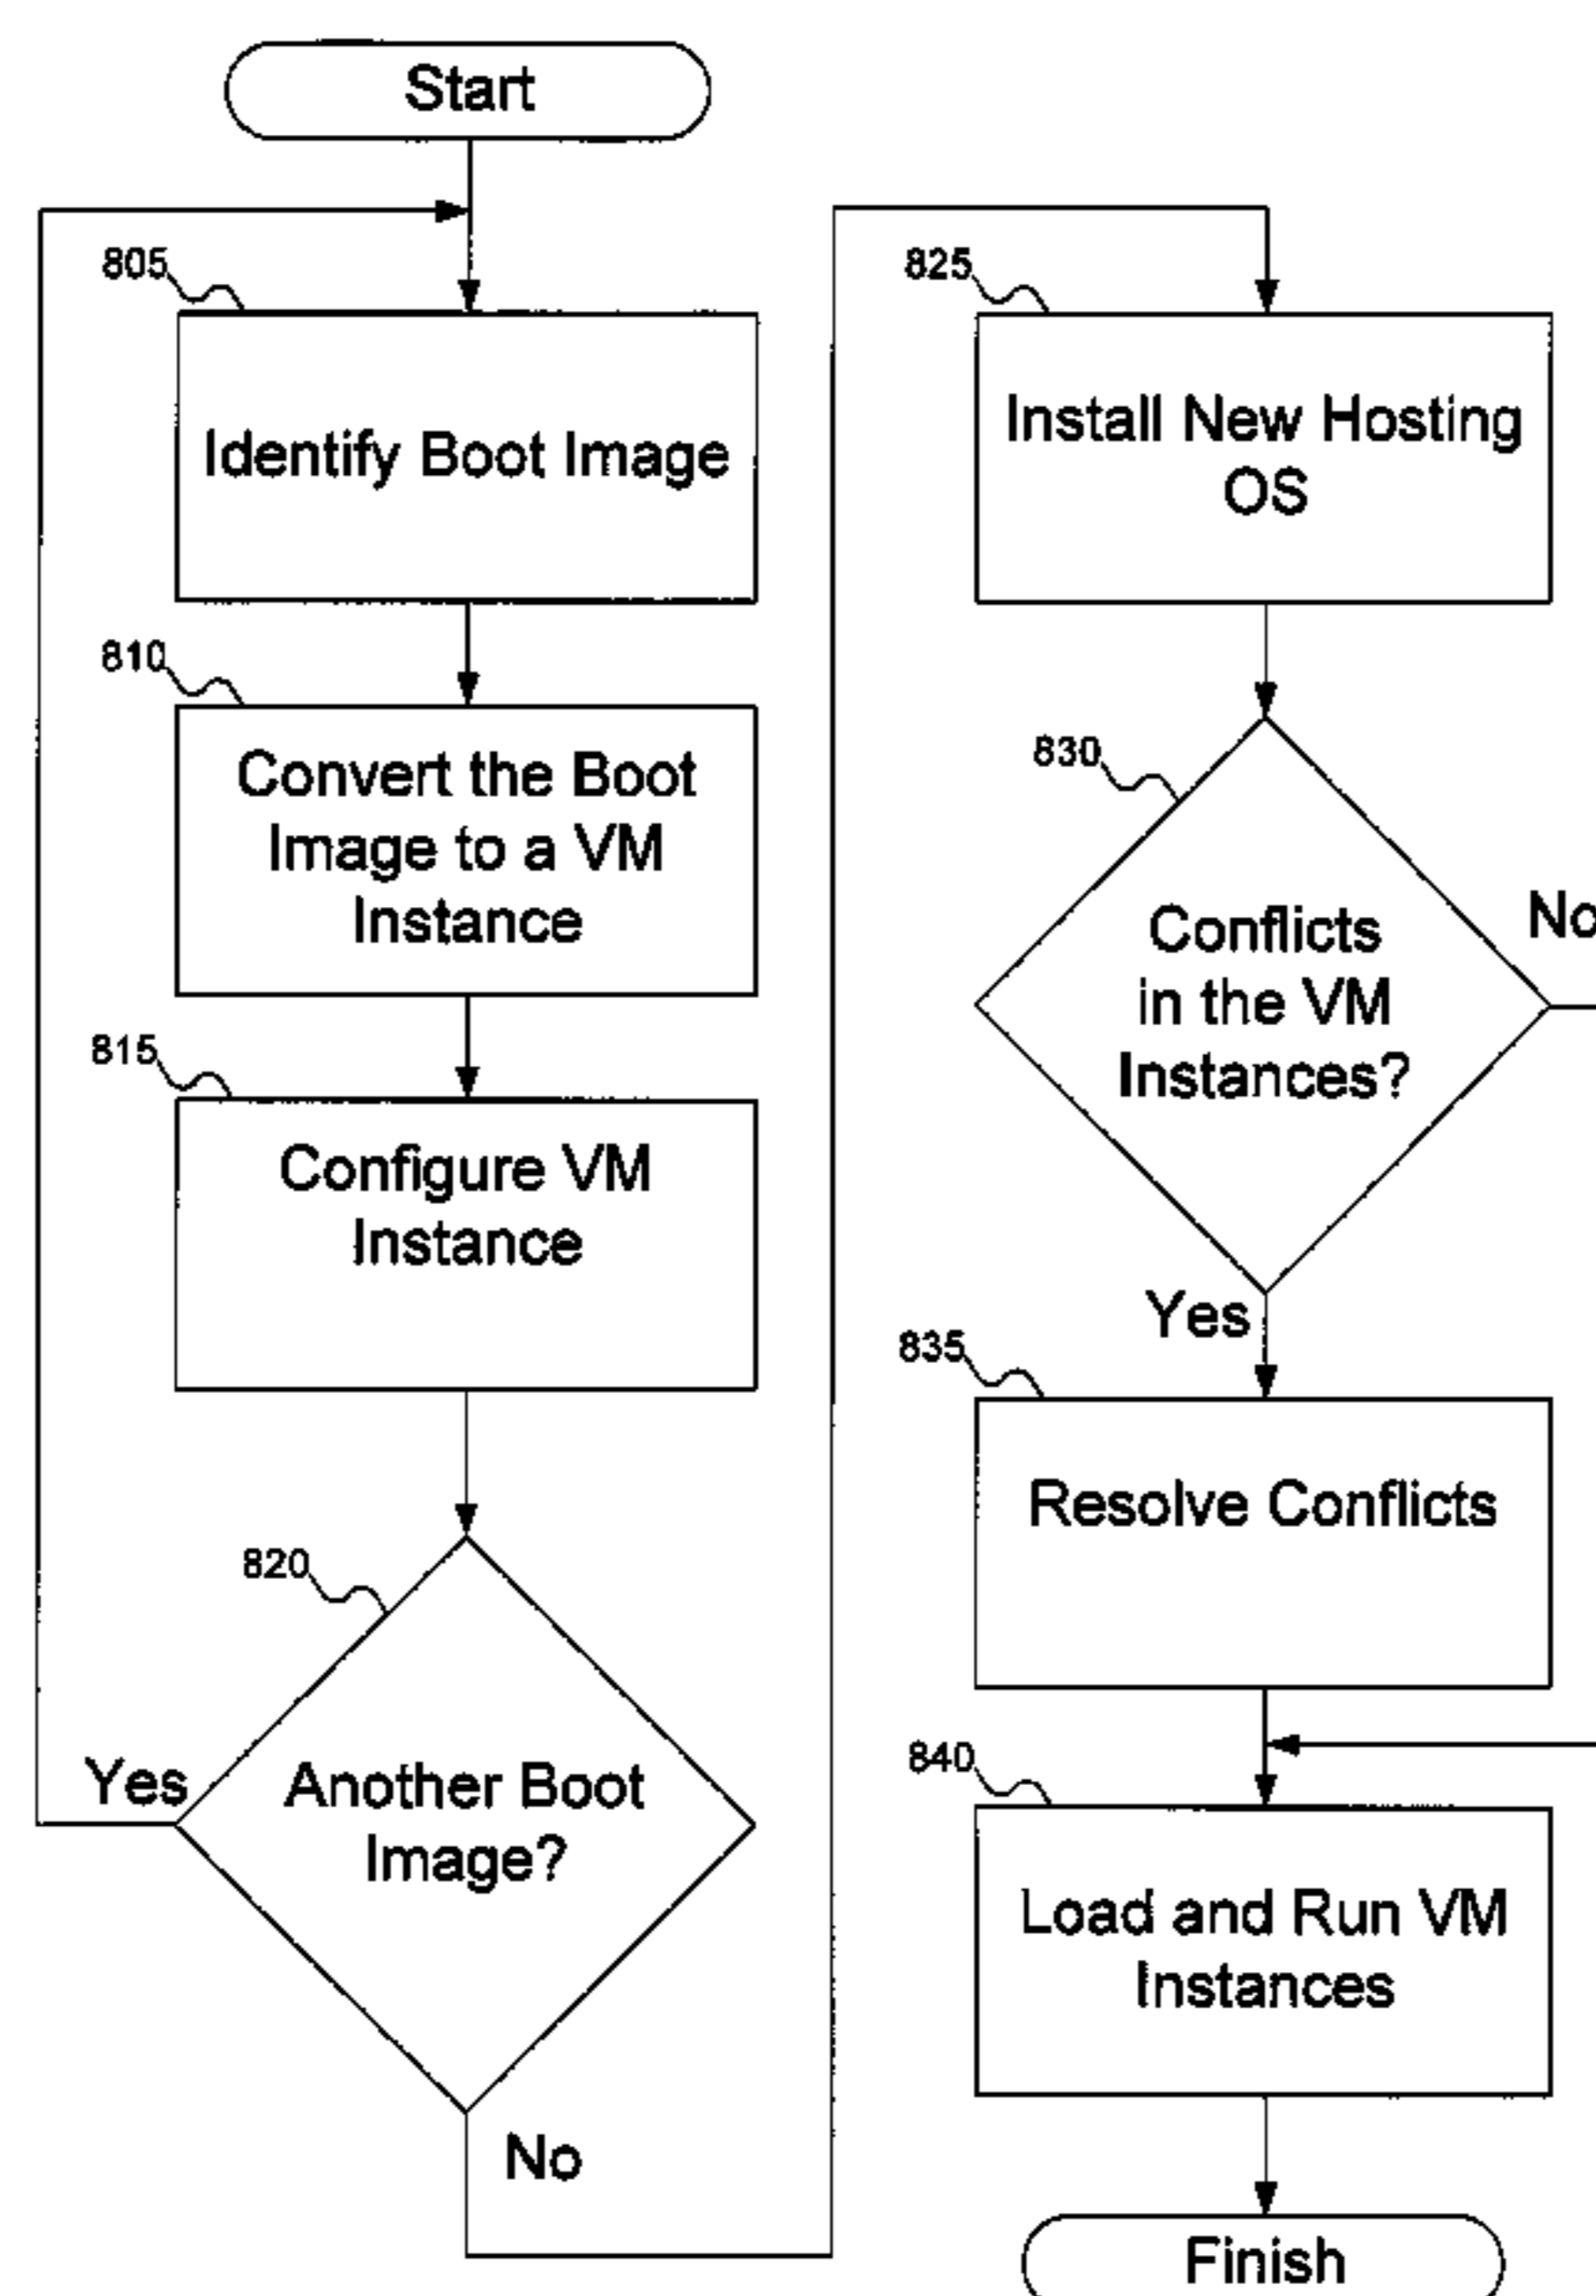 Start
805
Identify Boot Image
810
Convert the Boot
Image to a VM
Instance
815
Configure VM
Instance
820
Yes
Another Boot
Image?
No
825
Install New Hosting
OS
830
Conflicts
in the VM
Instances?
No
Yes
835
Resolve Conflicts
840
Load and Run VM
Instances
Finish